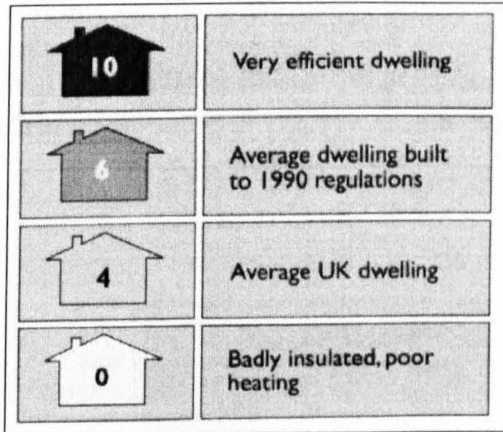 10
Very efficient dwelling
6
Average dwelling built
to 1990 regulations
4
Average UK dwelling
0
Badly insulated, poor
heating